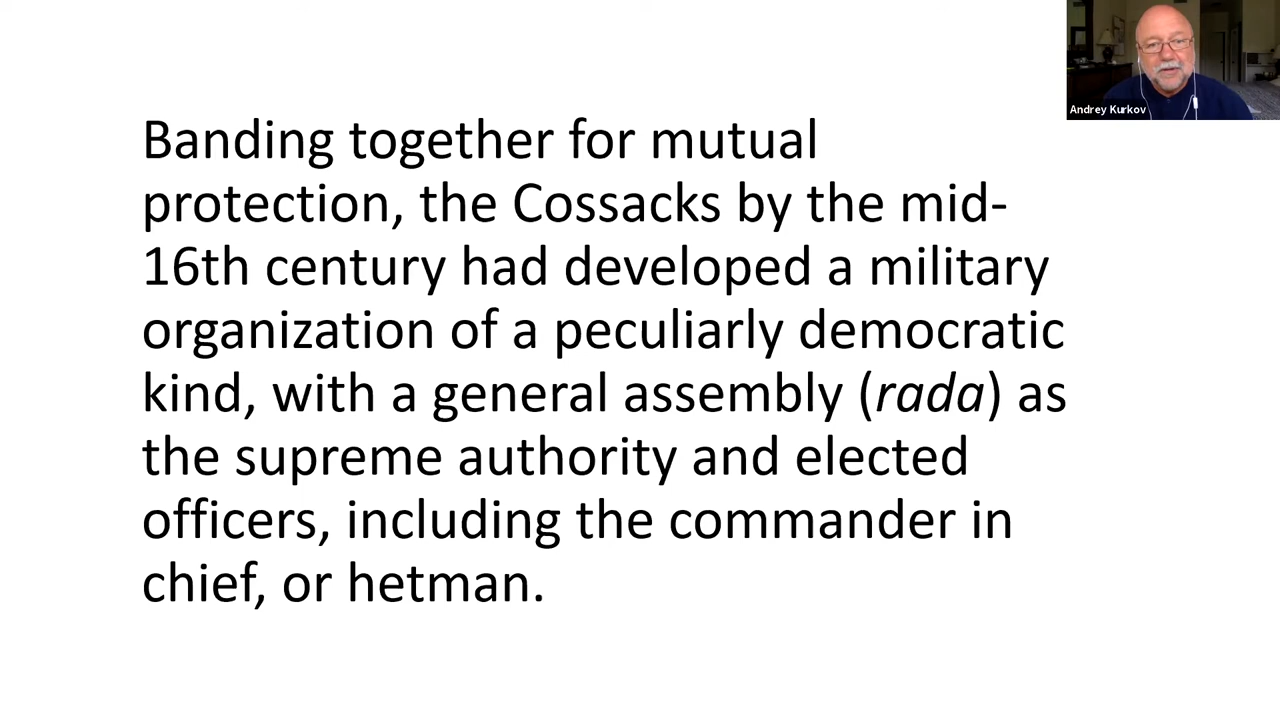 Andrey Kurkov
Banding together for mutual
protection, the Cossacks by the mid-
16th century had developed a military
organization of a peculiarly democratic
kind, with a general assembly (rada) as
the supreme authority and elected
officers, including the commander in
chief, or hetman.